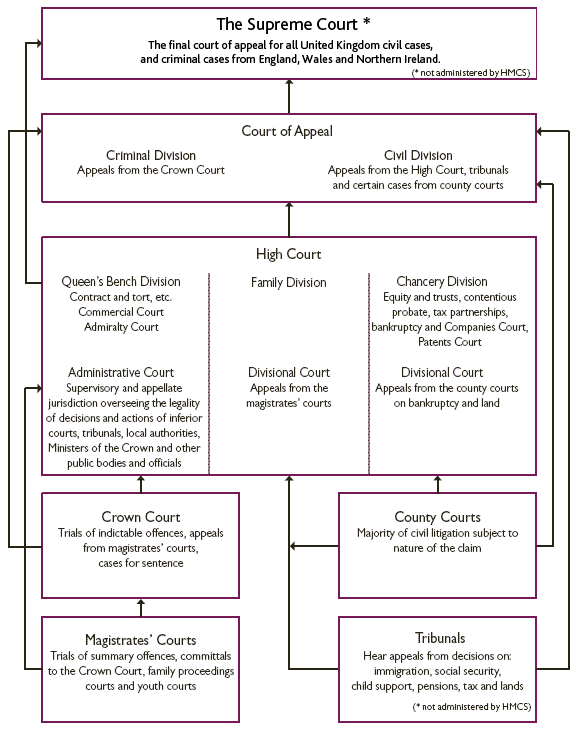 The Supreme Court *
The final court of appeal for all United Kingdom civil cases,
and criminal cases from England, Wales and Northern Ireland.
(* not administered by HMCS)
Court of Appeal
Criminal Division
Appeals from the Crown Court
Civil Division
Appeals from the High Court, tribunals
and certain cases from county courts
High Court
Queen's Bench Division
Contract and tort, etc.
Commercial Court
Admiralty Court
Administrative Court
Supervisory and appellate
jurisdiction overseeing the legality
of decisions and actions of inferior
courts, tribunals, local authorities,
Ministers of the Crown and other
public bodies and officials
Family Division
Divisional Court
Appeals from the
magistrates' courts
Chancery Division
Equity and trusts, contentious
probate, tax partnerships,
bankruptcy and Companies Court,
Patents Court
Divisional Court
Appeals from the county courts
on bankruptcy and land
Crown Court
Trials of indictable offences, appeals
from magistrates' courts,
cases for sentence
County Courts
Majority of civil litigation subject to
nature of the claim
Magistrates' Courts
Trials of summary offences, committals
to the Crown Court, family proceedings
courts and youth courts
Tribunals
Hear appeals from decisions on:
immigration, social security,
child support, pensions, tax and lands
(* not administered by HMCS)